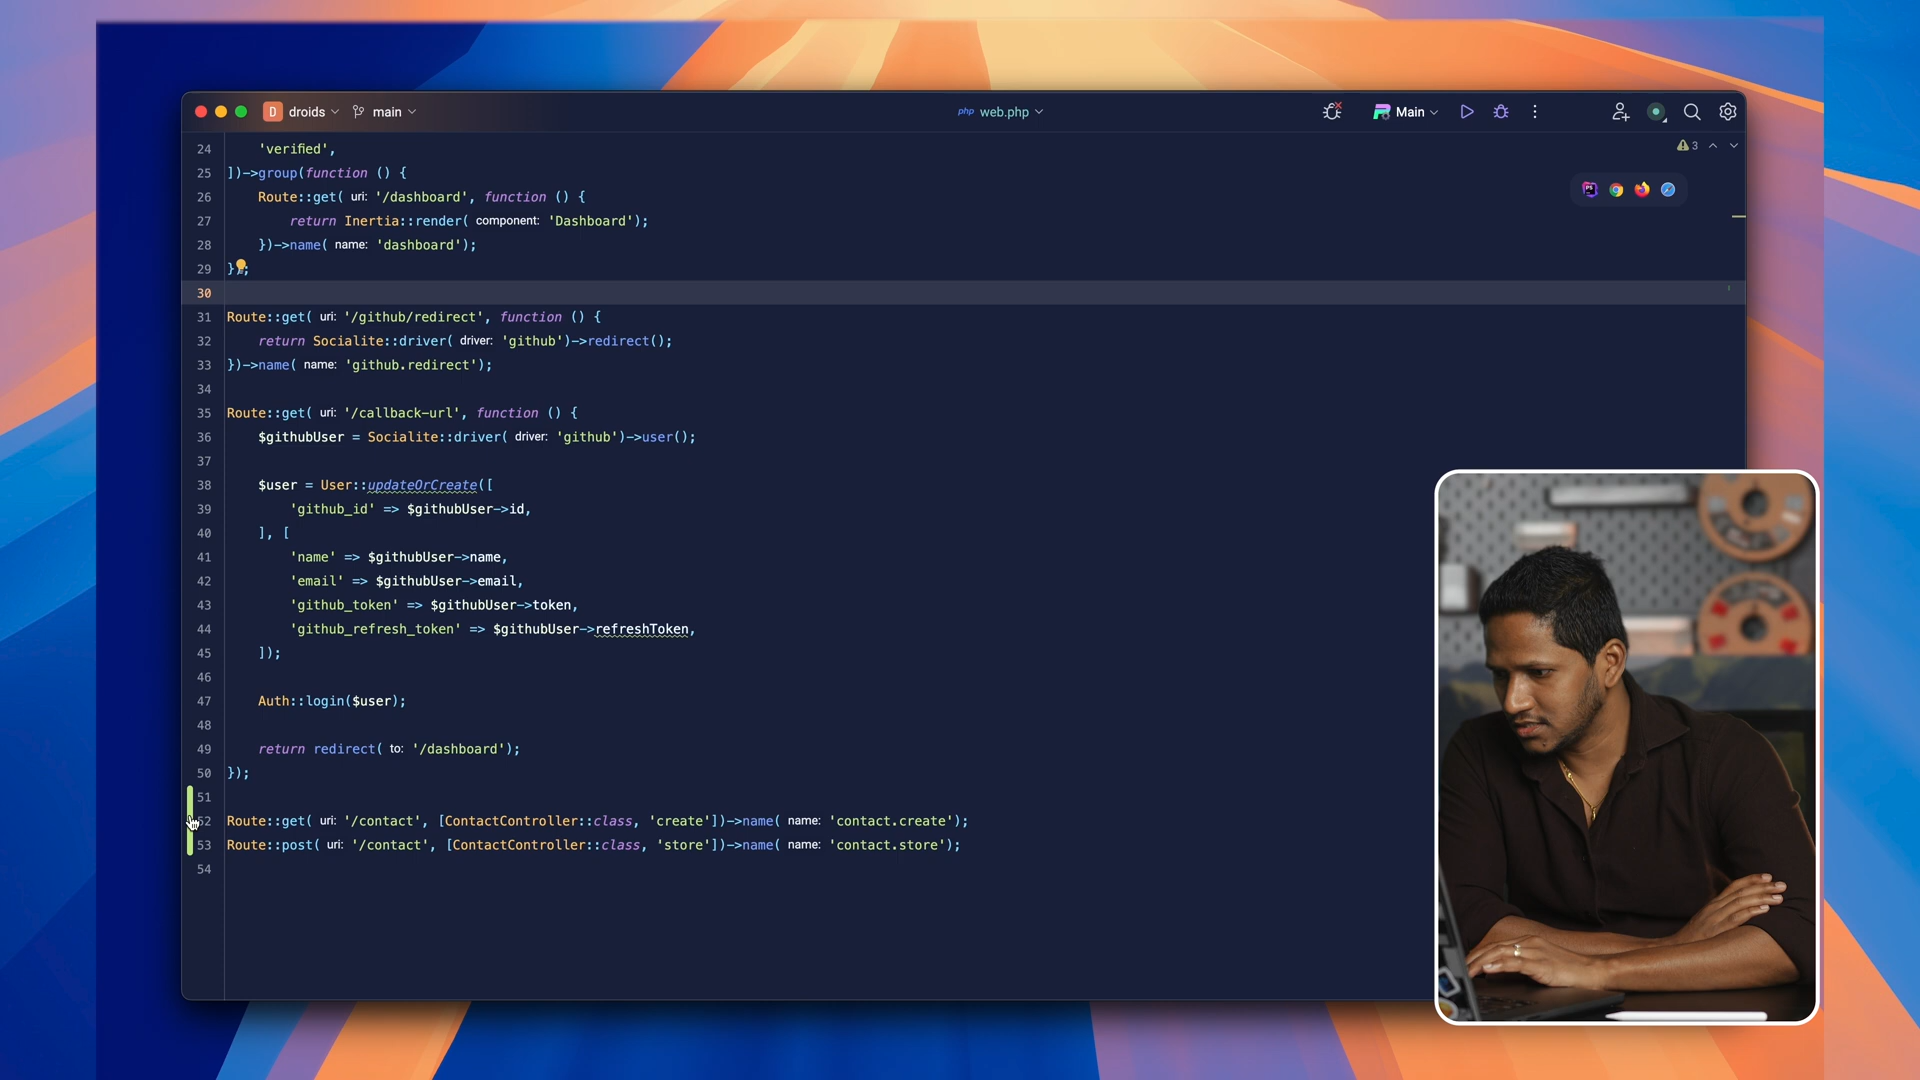 D droids main php web.php Main
24 'verified', 3
25 ])->group(function () {
26 Route::get( uri: '/dashboard', function () { PS
27 return Inertia::render( component: 'Dashboard');
28 })->name( name: 'dashboard');
29 });
30
31 Route::get( uri: '/github/redirect', function () {
32 return Socialite::driver( driver: 'github')->redirect();
33 })->name( name: 'github.redirect');
34
35 Route::get( uri: '/callback-url', function () {
36 $githubUser = Socialite::driver( driver: 'github')->user();
37
38 $user = User::updateOrCreate([
39 'github_id' => $githubUser->id,
40 ], [
41 'name' => $githubUser->name,
42 'email' => $githubUser->email,
43 'github_token' => $githubUser->token,
44 'github_refresh_token' => $githubUser->refreshToken,
45 ]);
46
47 Auth::login($user);
48
49 return redirect( to: '/dashboard');
50 });
51
52 Route::get( uri: '/contact', [ContactController::class, 'create'])->name( name: 'contact.create');
53 Route::post( uri: '/contact', [ContactController::class, 'store'])->name( name: 'contact.store');
54